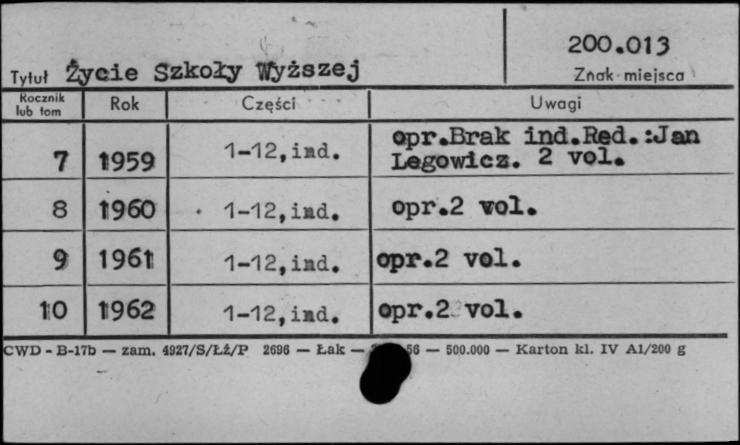 200.013
Tytuł Życie Szkoły Wyższej Znak miejsca
Rocznik lub tom Rok Części Uwagi
7 1959 1-12,ind. opr.Brak ind.Red.:Jan
Legowicz. 2 vol.
8 1960 1-12,ind. opr.2 vol.
9 1961 1-12,ind. opr.2 vol.
10 1962 1-12,ind. opr.2 vol.
CWD - B-17b — zam. 4927/S/Łź/P 2696 — Łak — 56 — 500.000 — Karton kl. IV A1/200 g